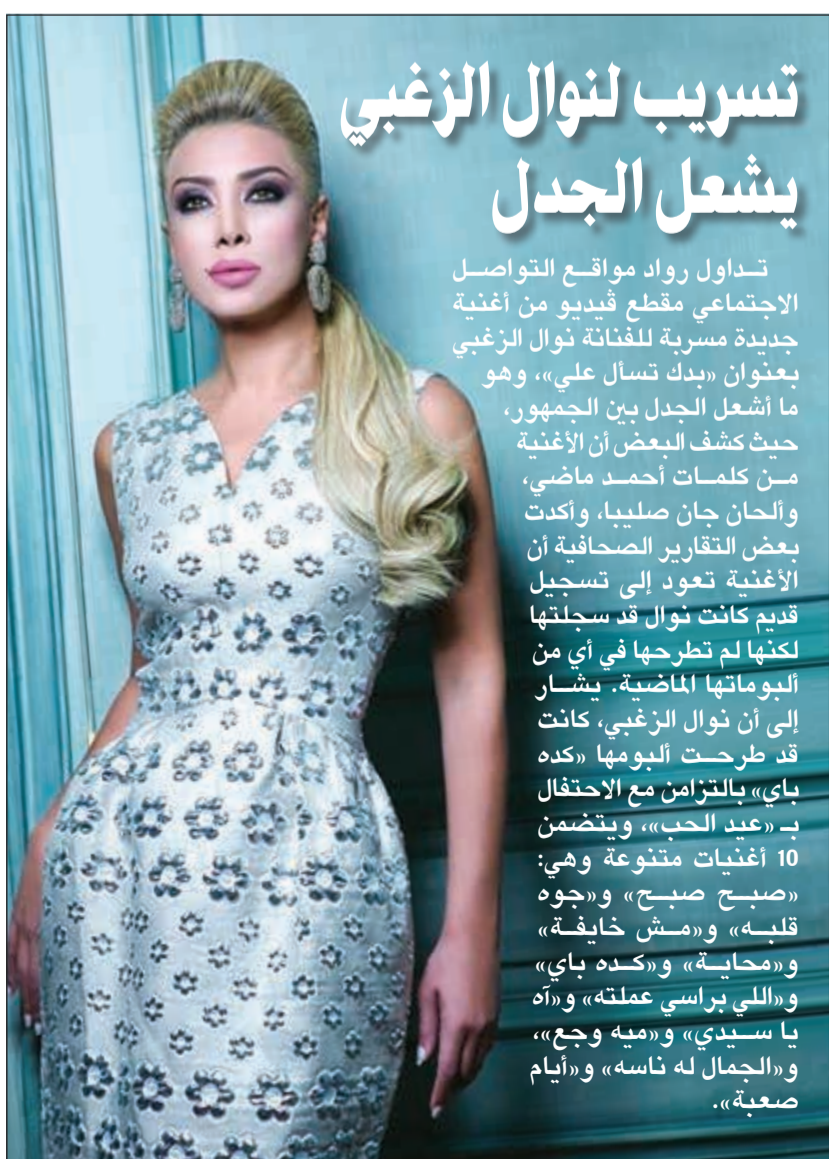 تسريب لنوال الزغبي
يشعل الجدل
تداول رواد مواقع التواصل
الاجتماعي مقطع ڤيديو من أغنية
جديدة مسربة للفنانة نوال الزغبي
بعنوان «بدك تسأل علي»، وهو
ما أشعل الجدل بين الجمهور،
حيث كشف البعض أن الأغنية
من كلمات أحمد ماضي،
وألحان جان صليبا، وأكدت
بعض التقارير الصحافية أن
الأغنية تعود إلى تسجيل
قديم كانت نوال قد سجلتها
لكنها لم تطرحها في أي من
ألبوماتها الماضية. يشار
إلى أن نوال الزغبي، كانت
قد طرحت ألبومها «كده
باي» بالتزامن مع الاحتفال
بـ «عيد الحب»، ويتضمن
10 أغنيات متنوعة وهي:
«صبح صبح» و«جوه
قلبه» و«مش خايفة»
و«محاية» و«كده باي»
و«اللي براسي عملته» و«آه
يا سيدي» و«ميه وجع»،
و«الجمال له ناسه» و«أيام
صعبة».